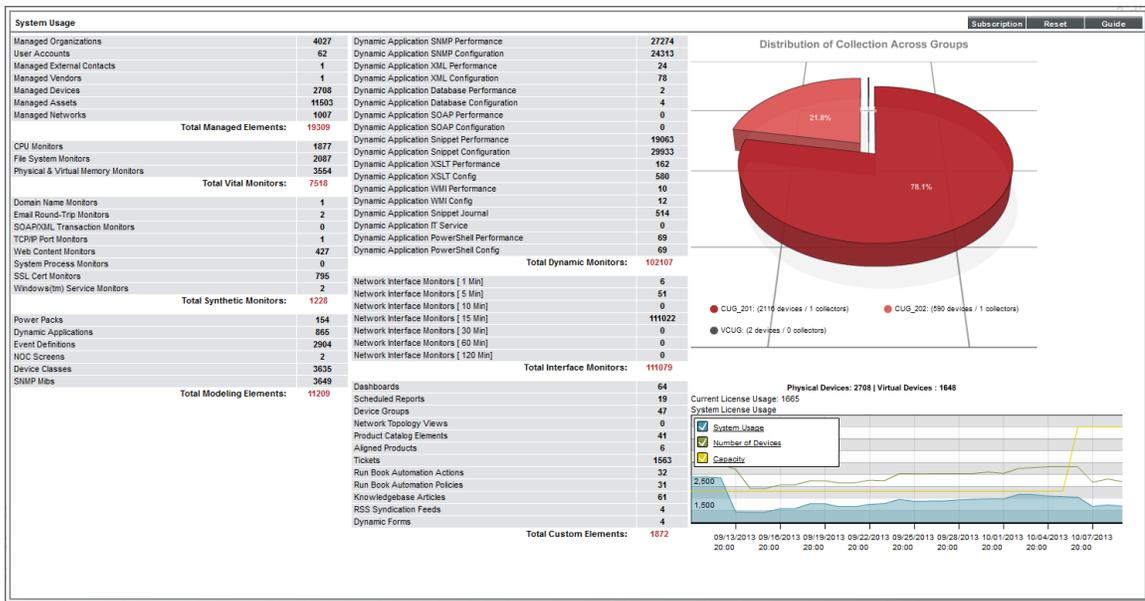 System Usage
Subscription Reset Guide
Managed Organizations 4027
User Accounts 62
Managed External Contacts 1
Managed Vendors 1
Managed Devices 2708
Managed Assets 11503
Managed Networks 1007
Total Managed Elements: 19309
CPU Monitors 1877
File System Monitors 2087
Physical & Virtual Memory Monitors 3554
Total Vital Monitors: 7518
Domain Name Monitors 1
Email Round-Trip Monitors 2
SOAP/XML Transaction Monitors 0
TCP/IP Port Monitors 1
Web Content Monitors 427
System Process Monitors 0
SSL Cert Monitors 795
Windows(tm) Service Monitors 2
Total Synthetic Monitors: 1228
Power Packs 154
Dynamic Applications 865
Event Definitions 2904
NOC Screens 2
Device Classes 3635
SNMP Mibs 3649
Total Modeling Elements: 11209
Dynamic Application SNMP Performance 27274
Dynamic Application SNMP Configuration 24313
Dynamic Application XML Performance 24
Dynamic Application XML Configuration 78
Dynamic Application Database Performance 2
Dynamic Application Database Configuration 4
Dynamic Application SOAP Performance 0
Dynamic Application SOAP Configuration 0
Dynamic Application Snippet Performance 19063
Dynamic Application Snippet Configuration 29933
Dynamic Application XSLT Performance 162
Dynamic Application XSLT Config 580
Dynamic Application WMI Performance 10
Dynamic Application WMI Config 12
Dynamic Application Snippet Journal 514
Dynamic Application IT Service 0
Dynamic Application PowerShell Performance 69
Dynamic Application PowerShell Config 69
Total Dynamic Monitors: 102107
Network Interface Monitors [ 1 Min] 6
Network Interface Monitors [ 5 Min] 51
Network Interface Monitors [ 10 Min] 0
Network Interface Monitors [ 15 Min] 111022
Network Interface Monitors [ 30 Min] 0
Network Interface Monitors [ 60 Min] 0
Network Interface Monitors [ 120 Min] 0
Total Interface Monitors: 111079
Dashboards 64
Scheduled Reports 19
Device Groups 47
Network Topology Views 0
Product Catalog Elements 41
Aligned Products 6
Tickets 1563
Run Book Automation Actions 32
Run Book Automation Policies 31
Knowledgebase Articles 61
RSS Syndication Feeds 4
Dynamic Forms 4
Total Custom Elements: 1872
Distribution of Collection Across Groups
21.8%
78.1%
CUG_201: (2116 devices / 1 collectors) CUG_202: (590 devices / 1 collectors)
VCUG: (2 devices / 0 collectors)
Physical Devices: 2708 | Virtual Devices : 1648
Current License Usage: 1665
System License Usage
System Usage
Number of Devices
Capacity
2,500
1,500
09/13/2013 09/16/2013 09/19/2013 09/22/2013 09/25/2013 09/28/2013 10/01/2013 10/04/2013 10/07/2013
20:00 20:00 20:00 20:00 20:00 20:00 20:00 20:00 20:00